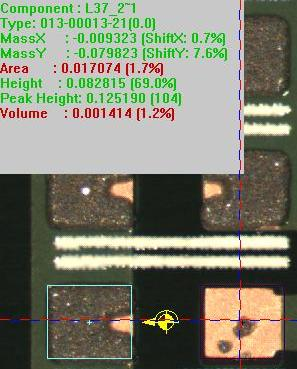 Component : L37_2~1
Type: 013-00013-21(0.0)
MassX : -0.009323 (ShiftX: 0.7%)
MassY : -0.079823 (ShiftY: 7.6%)
Area : 0.017074 (1.7%)
Height : 0.082815 (69.0%)
Peak Height: 0.125190 (104)
Volume : 0.001414 (1.2%)